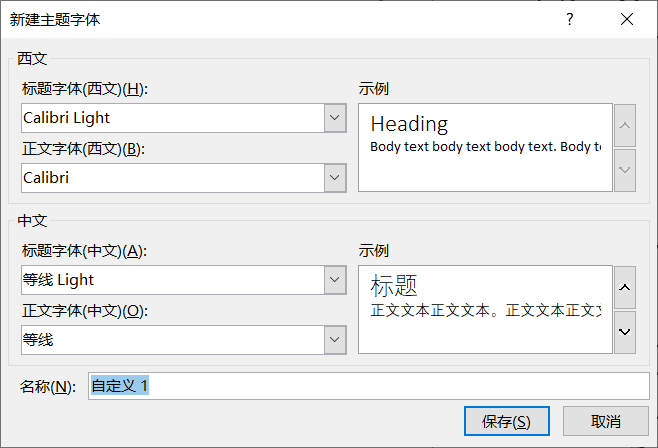 新建主题字体
西文
标题字体(西文)(H):
Calibri Light
正文字体(西文)(B):
Calibri
示例
Heading
Body text body text body text. Body te
中文
标题字体(中文)(A):
等线 Light
正文字体(中文)(O):
等线
示例
标题
正文文本正文文本。正文文本正文文
名称(N):
自定义 1
保存(S)
取消